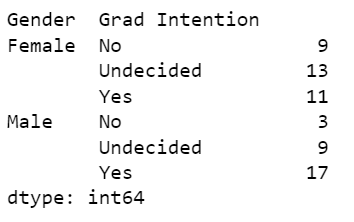 Gender  Grad Intention
Female  No                 9
        Undecided         13
        Yes               11
Male    No                 3
        Undecided          9
        Yes               17
dtype: int64